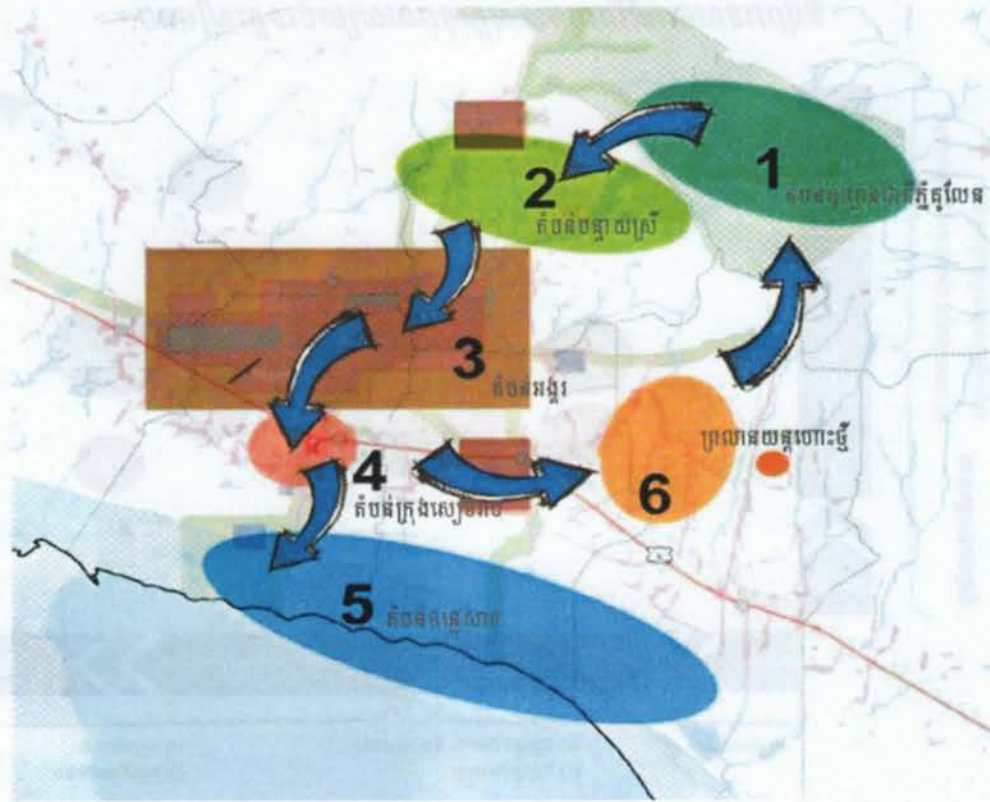 1
តំបន់ឧទ្យានជាតិភ្នំគូលែន
2
តំបន់បន្ទាយស្រី
3
តំបន់អង្គរ
ព្រលានយន្តហោះថ្មី
4
តំបន់ក្រុងសៀមរាប
6
5
តំបន់ទន្លេសាប